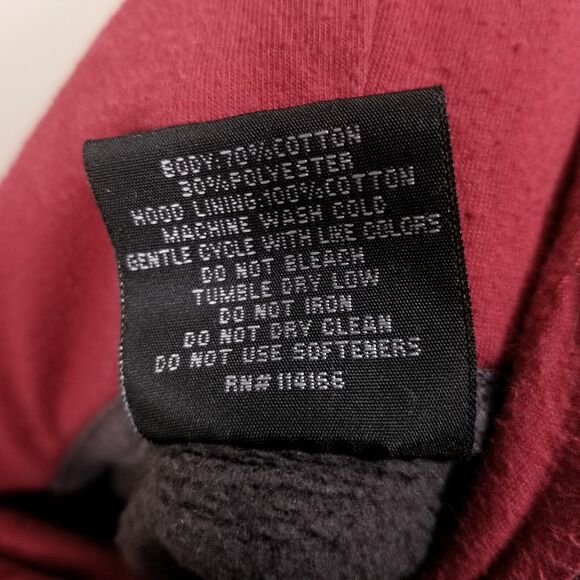 BODY: 70% COTTON
30% POLYESTER
HOOD LINING: 100% COTTON
MACHINE WASH COLD
GENTLE CYCLE WITH LIKE COLORS
DO NOT BLEACH
TUMBLE DRY LOW
DO NOT IRON
DO NOT DRY CLEAN
DO NOT USE SOFTENERS
RN# 114166